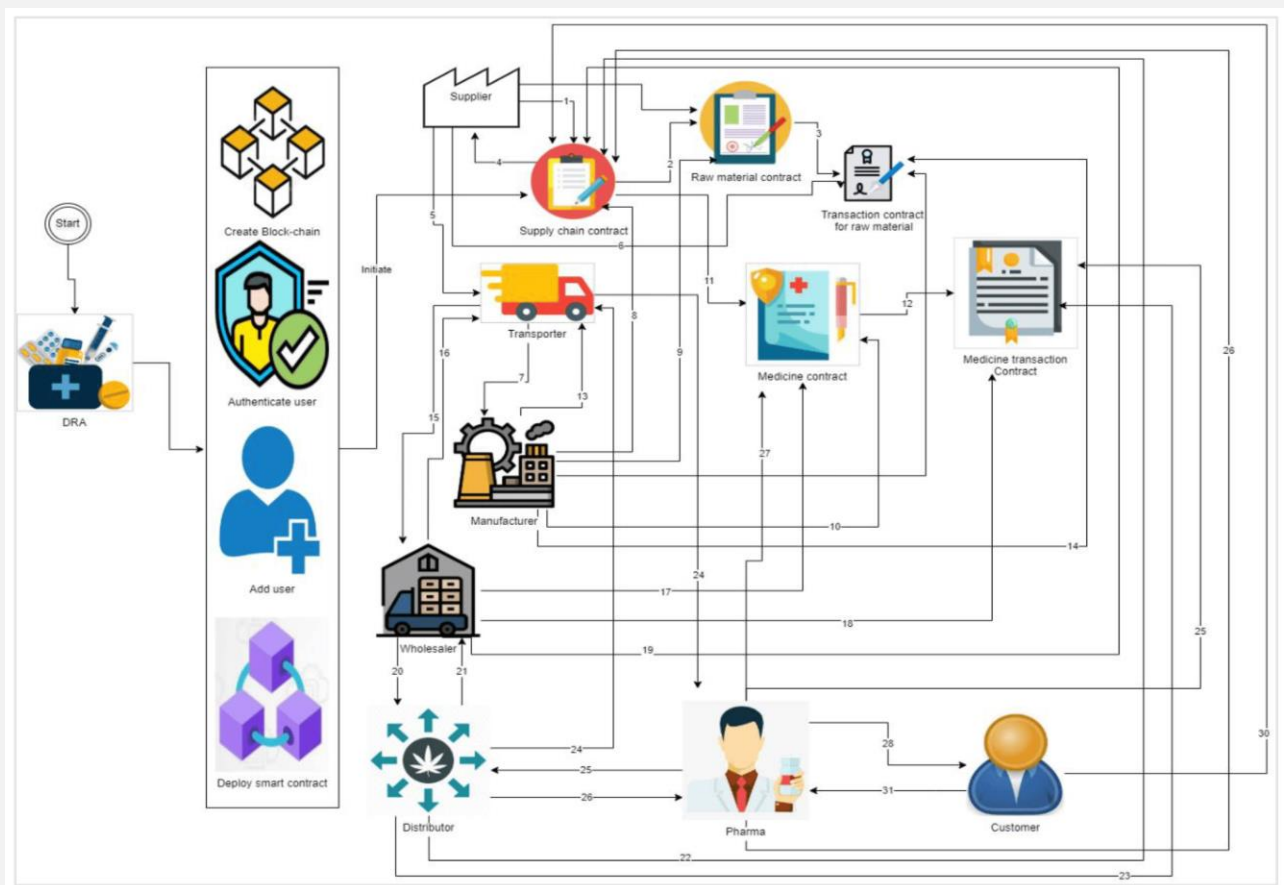 Supplier
1
2
3
4
Raw material contract
Supply chain contract
Transaction contract
for raw material
Start
Create Block-chain
5
6
Initiate
11
12
Transporter
8
9
16
7
13
15
Medicine contract
Medicine transaction
Contract
26
DRA
Authenticate user
27
Manufacturer
10
14
24
Add user
17
18
Wholesaler
19
25
20
21
24
25
26
28
30
31
Deploy smart contract
Distributor
Pharma
Customer
22
23